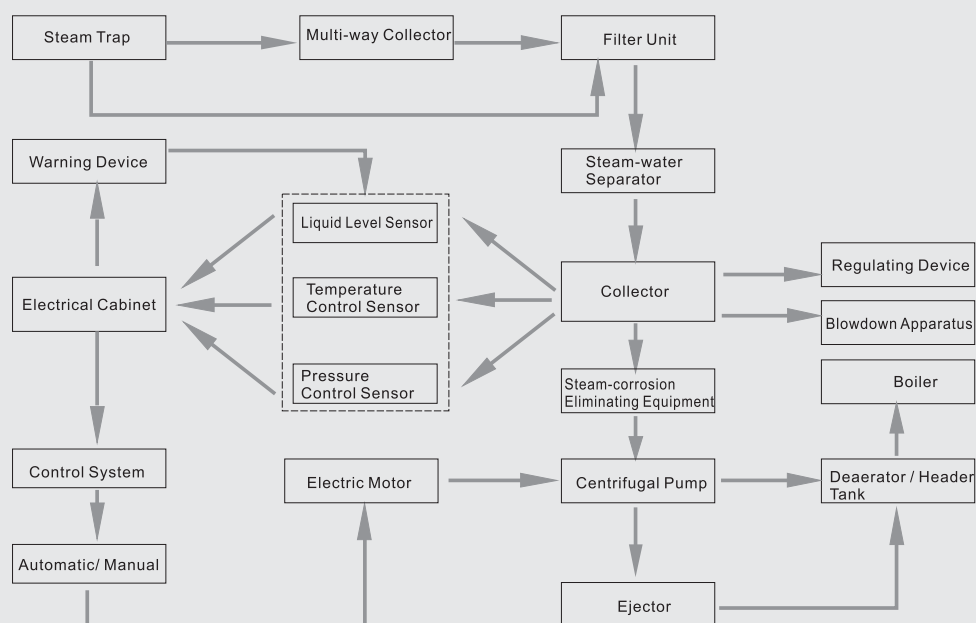 Steam Trap
Multi-way Collector
Filter Unit
Warning Device
Steam-water
Separator
Liquid Level Sensor
Regulating Device
Electrical Cabinet
Temperature
Control Sensor
Collector
Blowdown Apparatus
Pressure
Control Sensor
Steam-corrosion
Eliminating Equipment
Boiler
Control System
Electric Motor
Centrifugal Pump
Deaerator / Header
Tank
Automatic/ Manual
Ejector